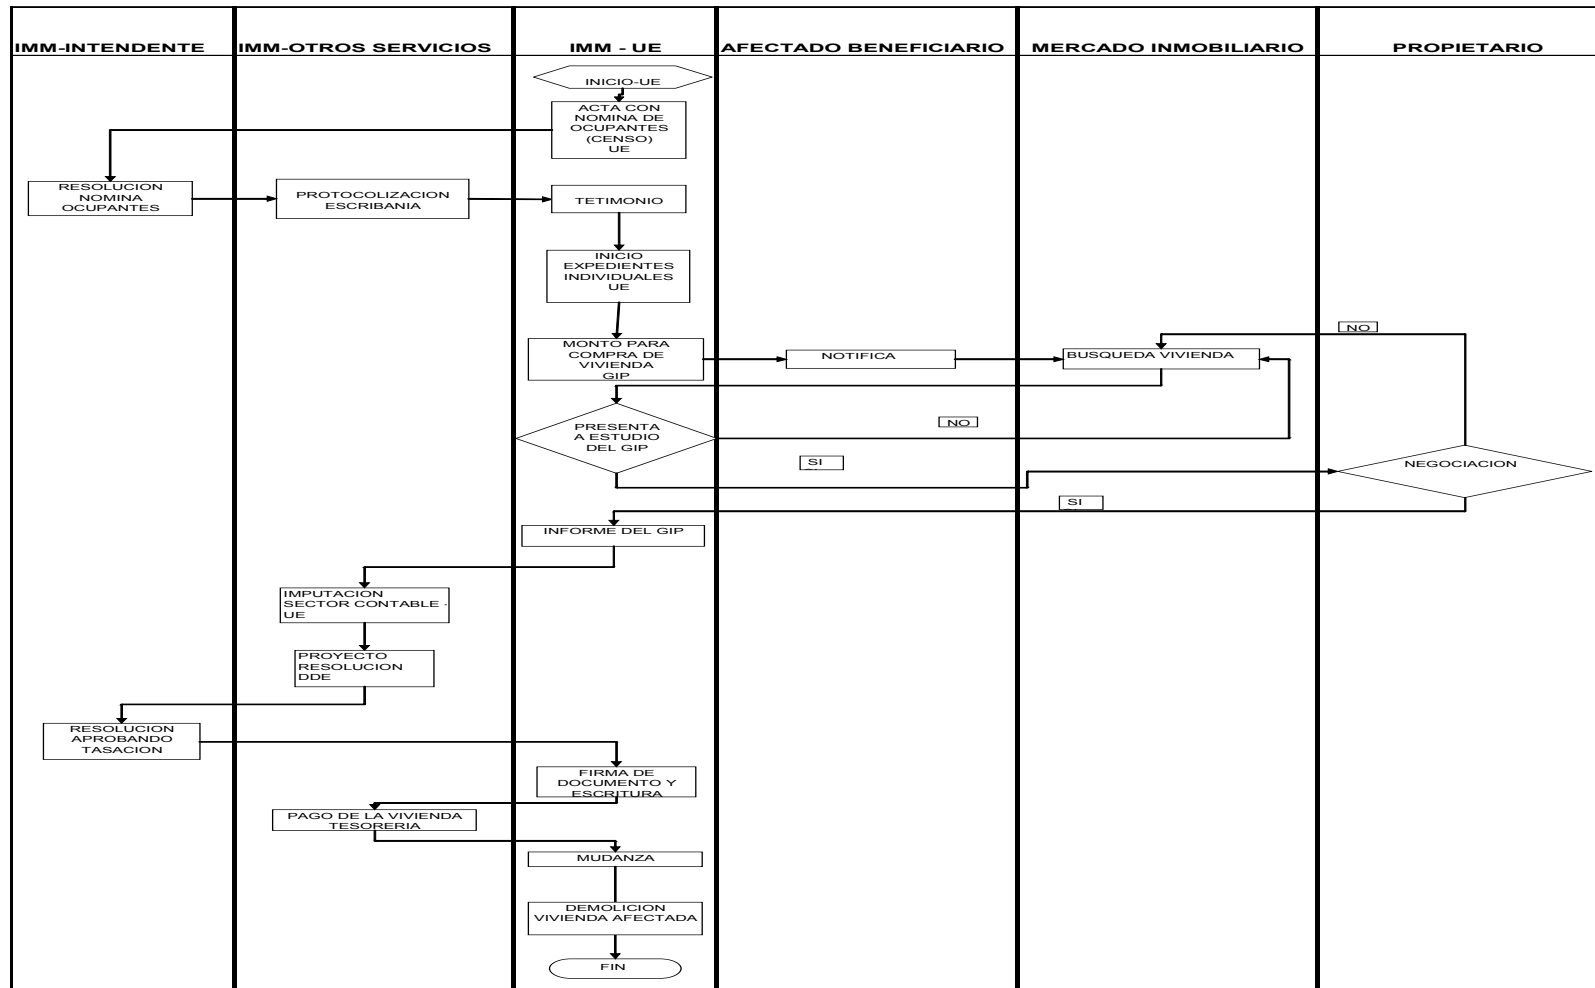 IMM-INTENDENTE
IMM-OTROS SERVICIOS
IMM - UE
AFECTADO BENEFICIARIO
MERCADO INMOBILIARIO
PROPIETARIO
INICIO-UE
ACTA CON
NOMINA DE
OCUPANTES
(CENSO)
UE
RESOLUCION
NOMINA
OCUPANTES
PROTOCOLIZACION
ESCRIBANIA
TETIMONIO
INICIO
EXPEDIENTES
INDIVIDUALES
UE
MONTO PARA
COMPRA DE
VIVIENDA
GIP
NOTIFICA
BUSQUEDA VIVIENDA
NO
PRESENTA
A ESTUDIO
DEL GIP
NO
SI
NEGOCIACION
SI
INFORME DEL GIP
IMPUTACION
SECTOR CONTABLE -
UE
PROYECTO
RESOLUCION
DDE
RESOLUCION
APROBANDO
TASACION
FIRMA DE
DOCUMENTO Y
ESCRITURA
PAGO DE LA VIVIENDA
TESORERIA
MUDANZA
DEMOLICION
VIVIENDA AFECTADA
FIN